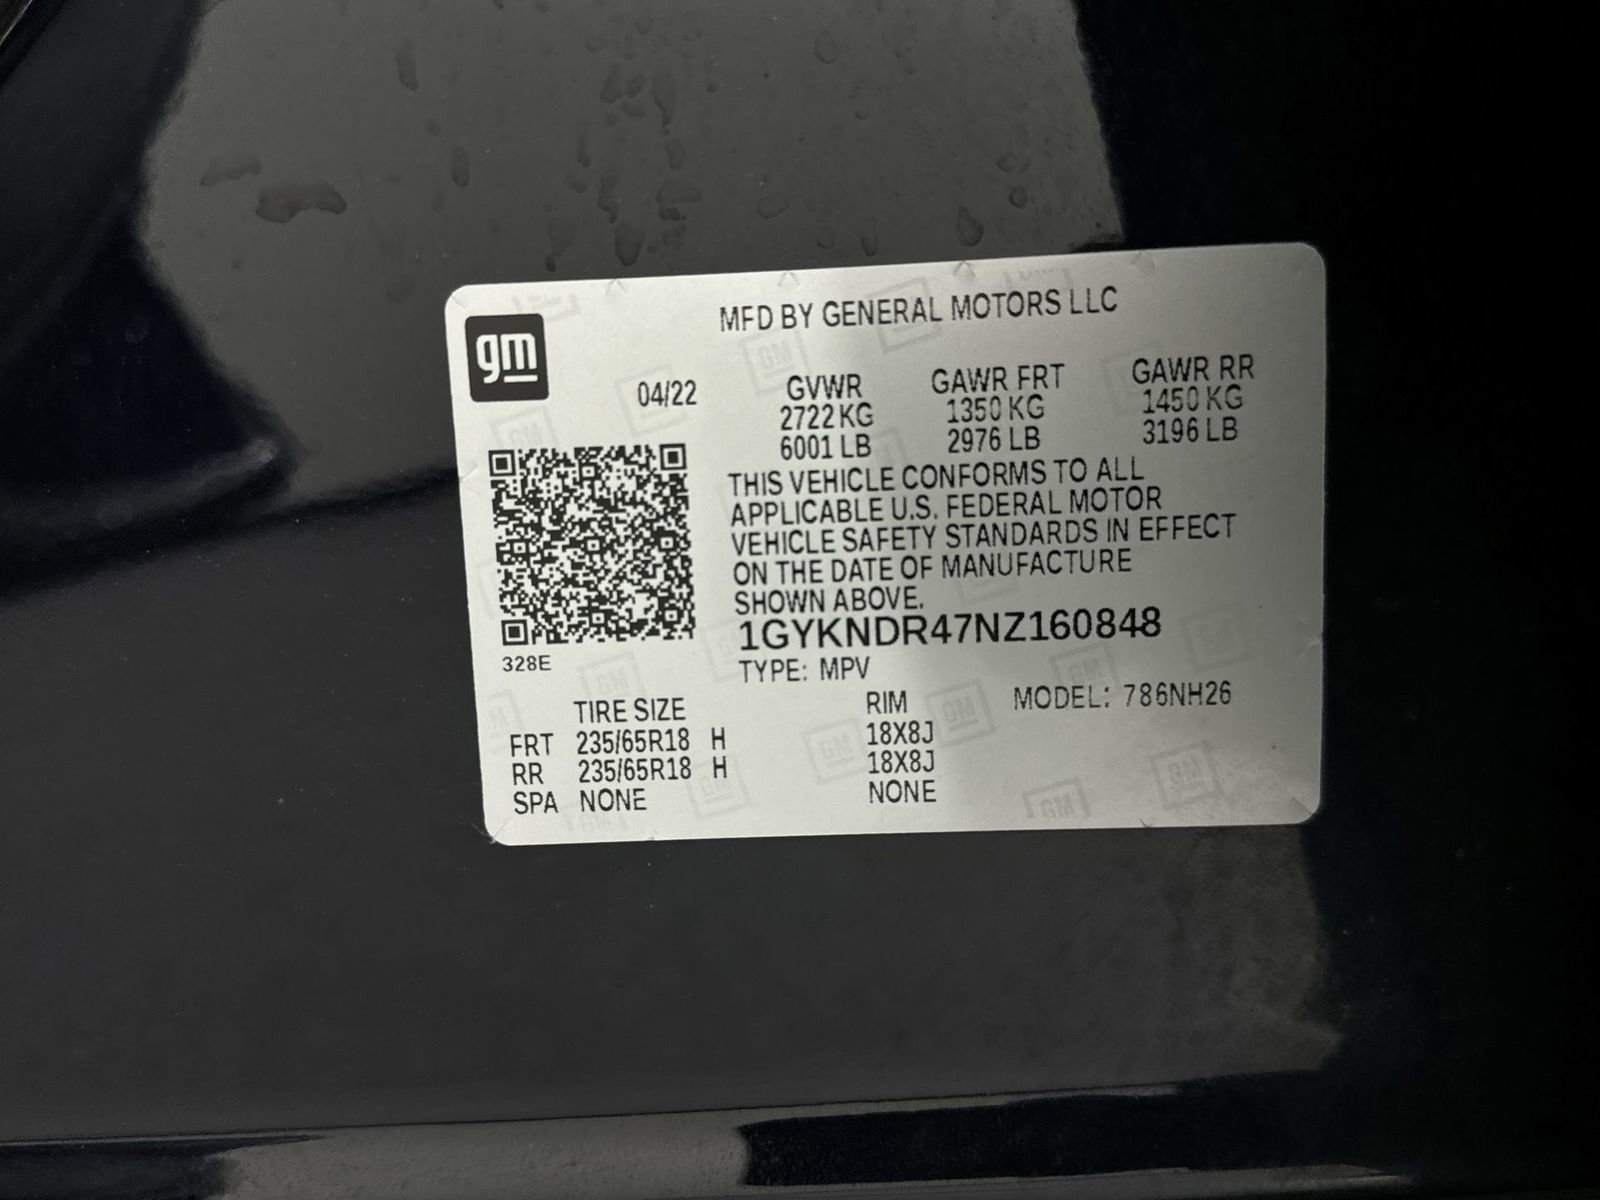 gm
MFD BY GENERAL MOTORS LLC
04/22 GVWR GAWR FRT GAWR RR
2722 KG 1350 KG 1450 KG
6001 LB 2976 LB 3196 LB
THIS VEHICLE CONFORMS TO ALL
APPLICABLE U.S. FEDERAL MOTOR
VEHICLE SAFETY STANDARDS IN EFFECT
ON THE DATE OF MANUFACTURE
SHOWN ABOVE.
1GYKNDR47NZ160848
328E
TYPE: MPV
MODEL: 786NH26
TIRE SIZE RIM
FRT 235/65R18 H 18X8J
RR 235/65R18 H 18X8J
SPA NONE NONE